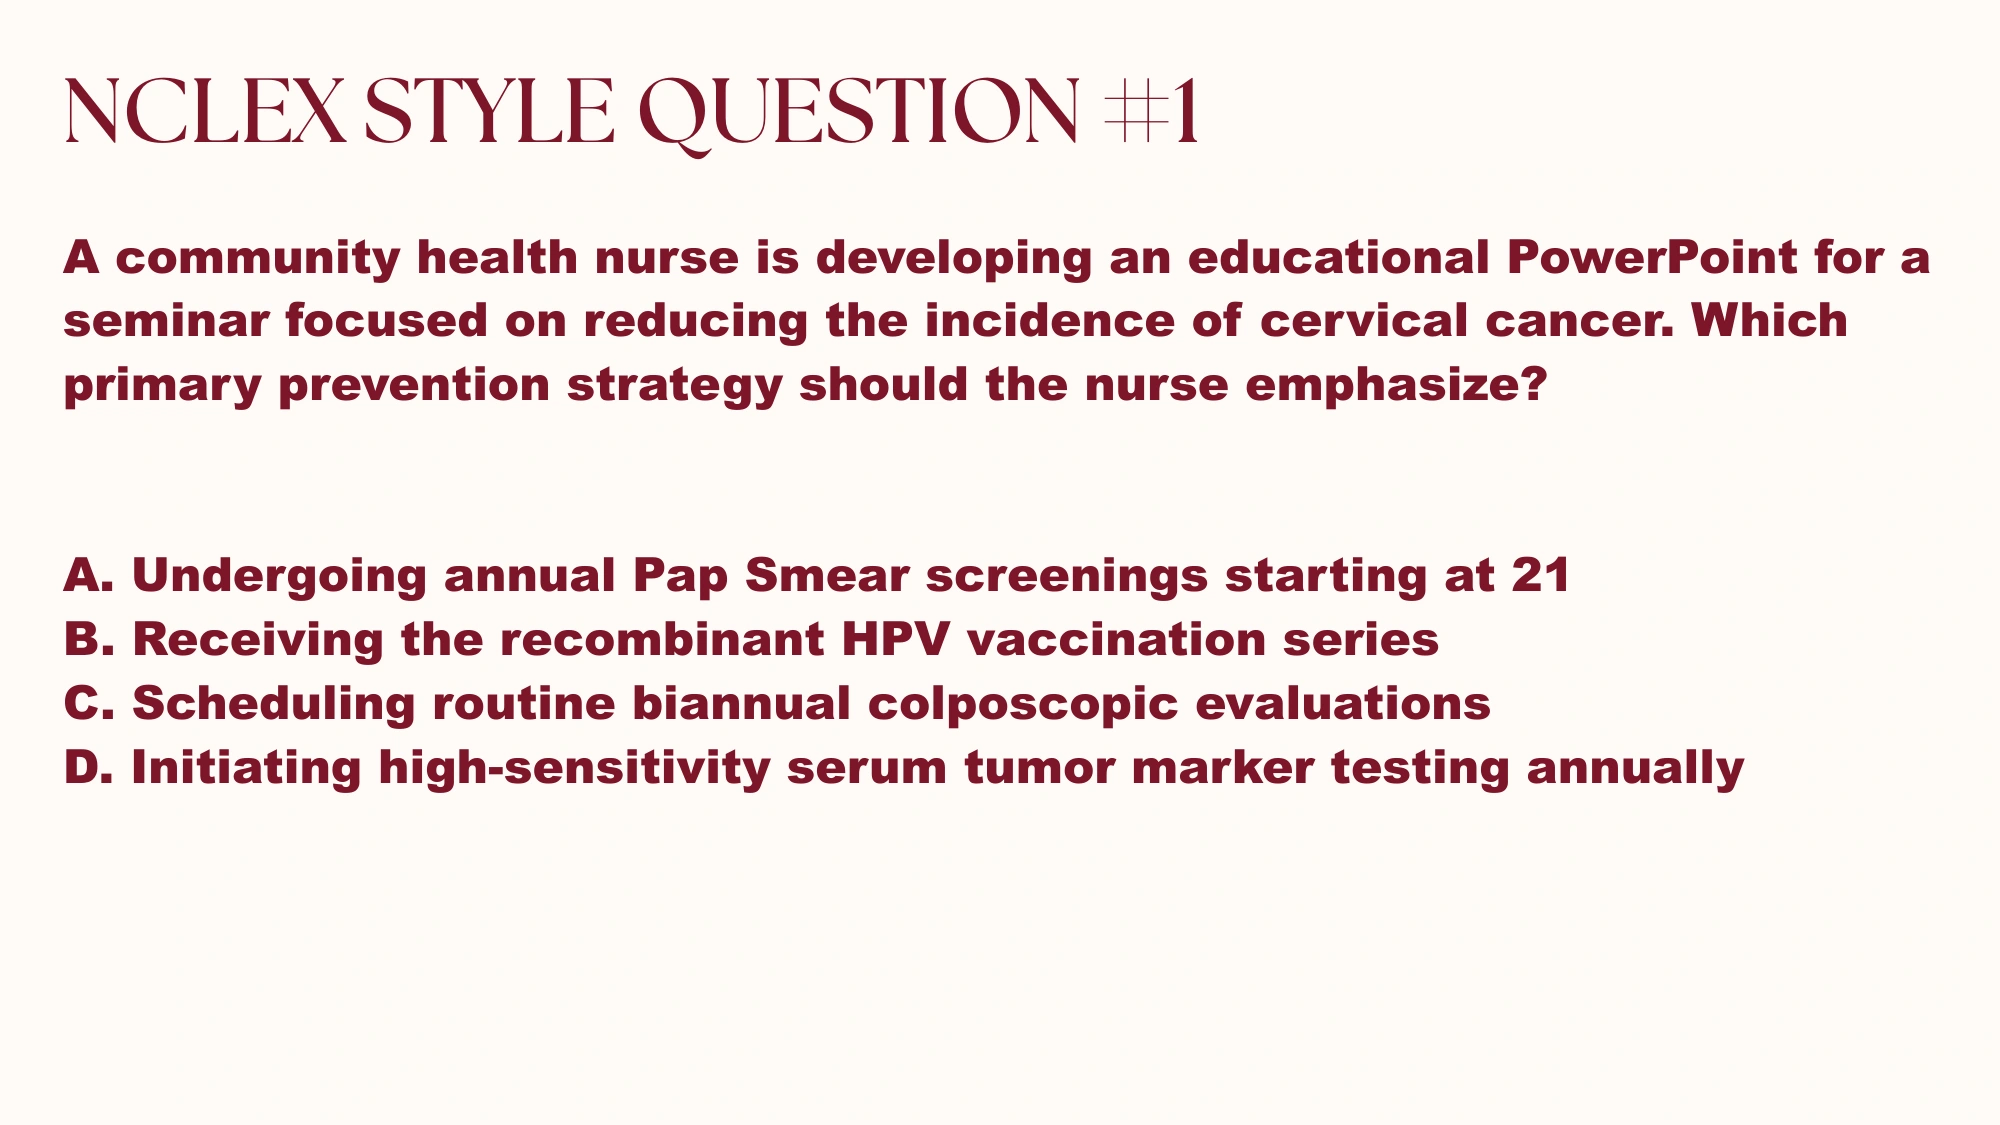 NCLEX STYLE QUESTION #1
A community health nurse is developing an educational PowerPoint for a
seminar focused on reducing the incidence of cervical cancer. Which
primary prevention strategy should the nurse emphasize?
A. Undergoing annual Pap Smear screenings starting at 21
B. Receiving the recombinant HPV vaccination series
C. Scheduling routine biannual colposcopic evaluations
D. Initiating high-sensitivity serum tumor marker testing annually